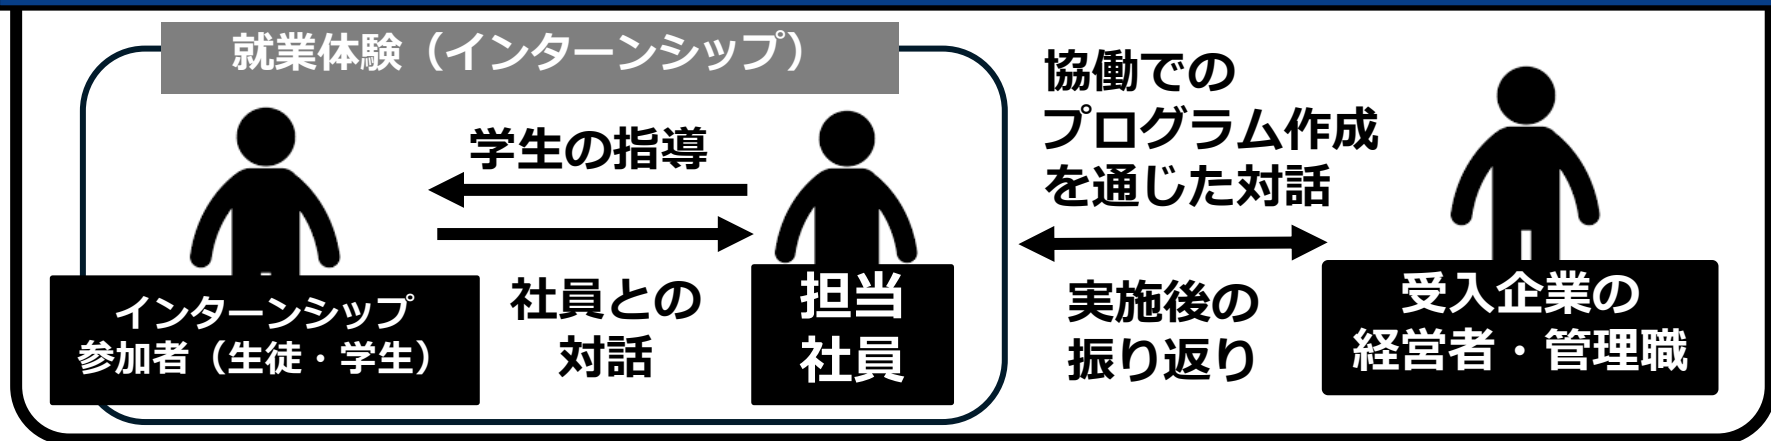 就業体験（インターンシップ）
学生の指導
社員との
対話
インターンシップ
参加者（生徒・学生）
担当
社員
協働での
プログラム作成
を通じた対話
実施後の
振り返り
受入企業の
経営者・管理職